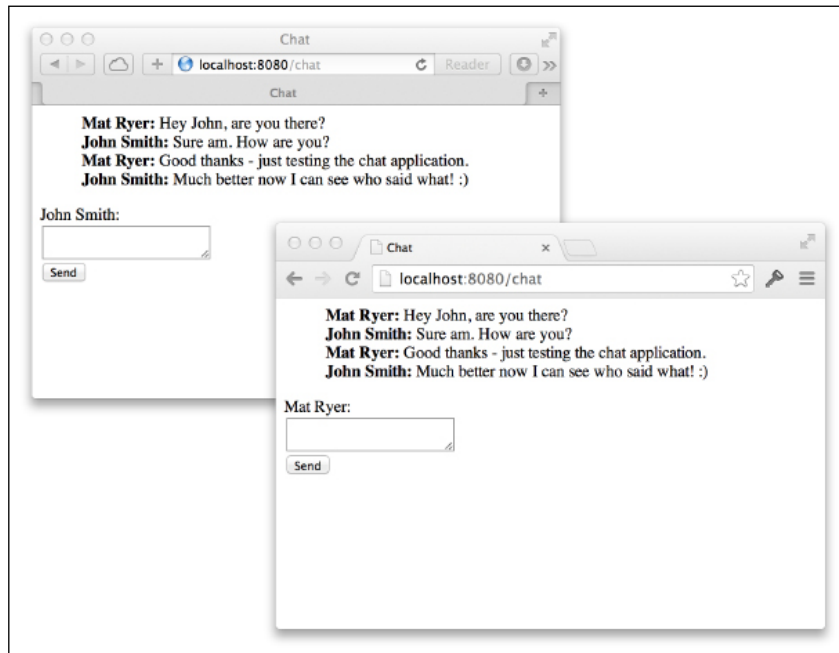 Chat
localhost:8080/chat
Reader
Chat
Mat Ryer: Hey John, are you there?
John Smith: Sure am. How are you?
Mat Ryer: Good thanks - just testing the chat application.
John Smith: Much better now I can see who said what! :)
John Smith:
Send
Chat
localhost:8080/chat
Mat Ryer: Hey John, are you there?
John Smith: Sure am. How are you?
Mat Ryer: Good thanks - just testing the chat application.
John Smith: Much better now I can see who said what! :)
Mat Ryer:
Send